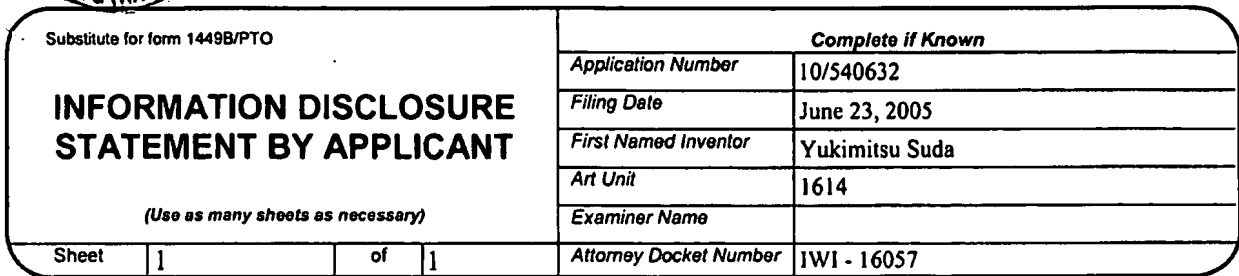 Substitute for form 1449B/PTO
INFORMATION DISCLOSURE
STATEMENT BY APPLICANT
(Use as many sheets as necessary)
Sheet 1 of 1
Complete if Known
Application Number 10/540632
Filing Date June 23, 2005
First Named Inventor Yukimitsu Suda
Art Unit 1614
Examiner Name
Attorney Docket Number IWI - 16057